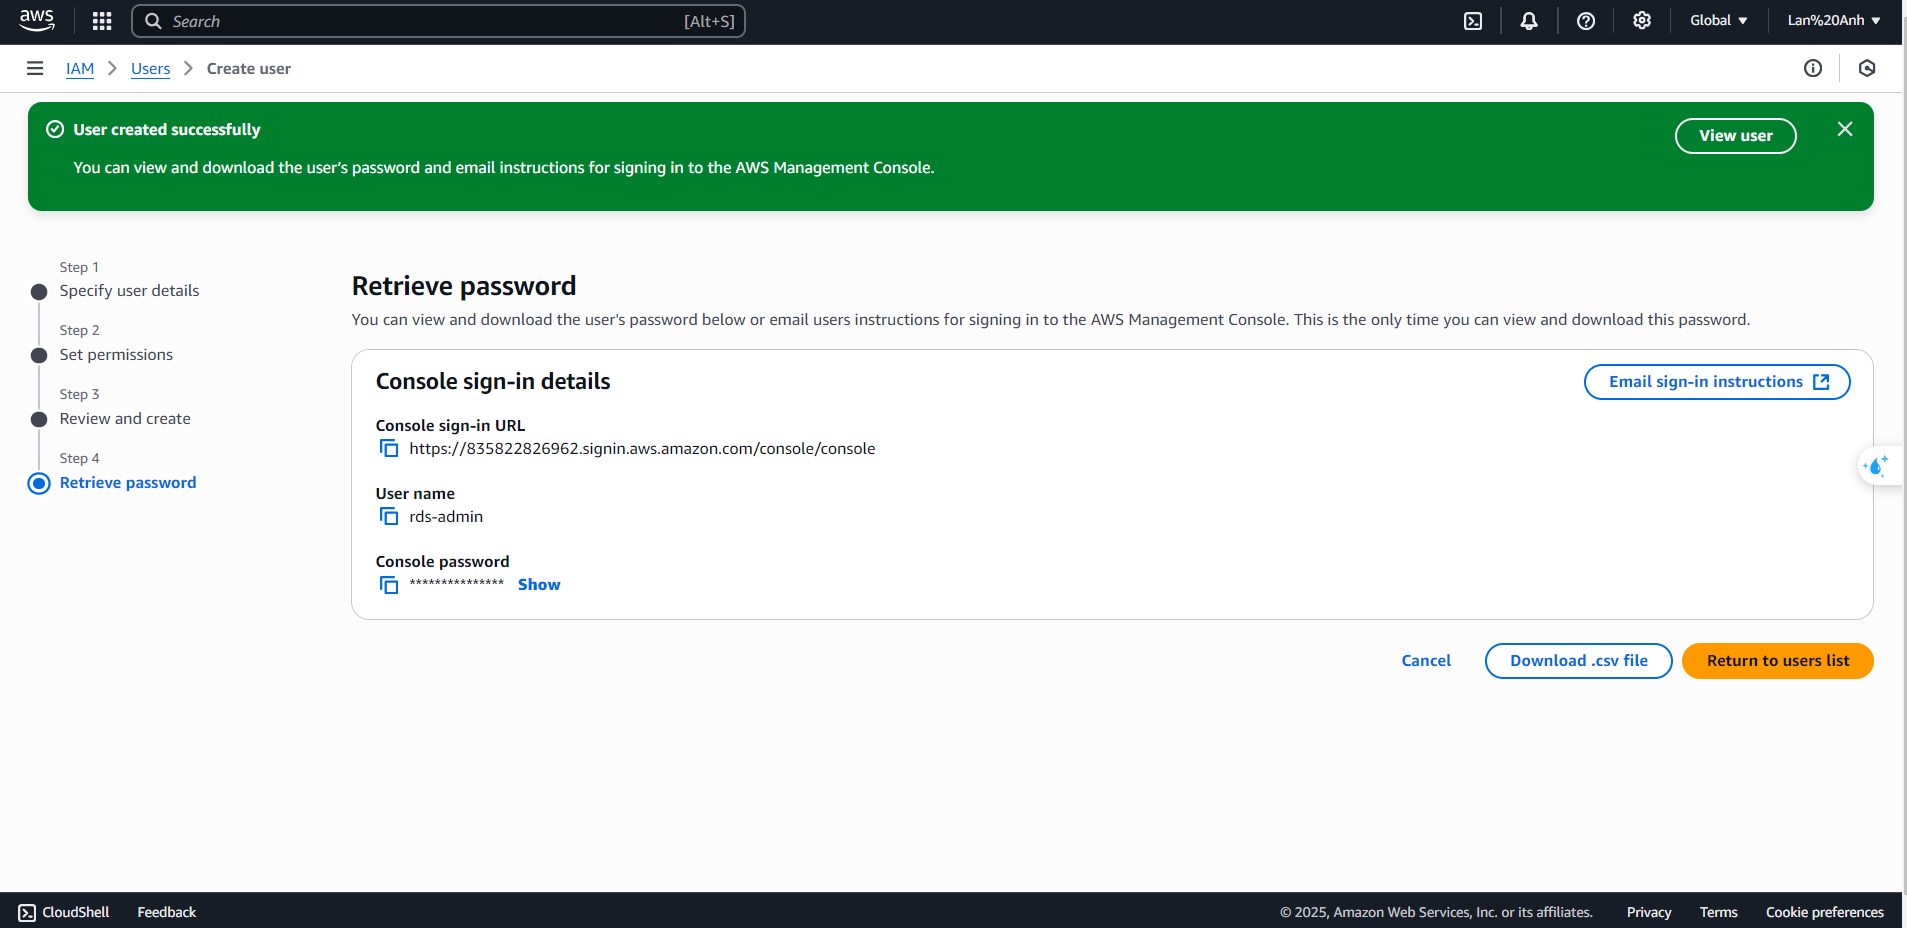 aws
Search [Alt+S]
Global
Lan%20Anh
IAM
Users
Create user
User created successfully
You can view and download the user's password and email instructions for signing in to the AWS Management Console.
View user
Step 1
Specify user details
Step 2
Set permissions
Step 3
Review and create
Step 4
Retrieve password
Retrieve password
You can view and download the user's password below or email users instructions for signing in to the AWS Management Console. This is the only time you can view and download this password.
Console sign-in details
Email sign-in instructions
Console sign-in URL
https://835822826962.signin.aws.amazon.com/console/console
User name
rds-admin
Console password
*************** Show
Cancel
Download .csv file
Return to users list
CloudShell
Feedback
© 2025, Amazon Web Services, Inc. or its affiliates.
Privacy
Terms
Cookie preferences